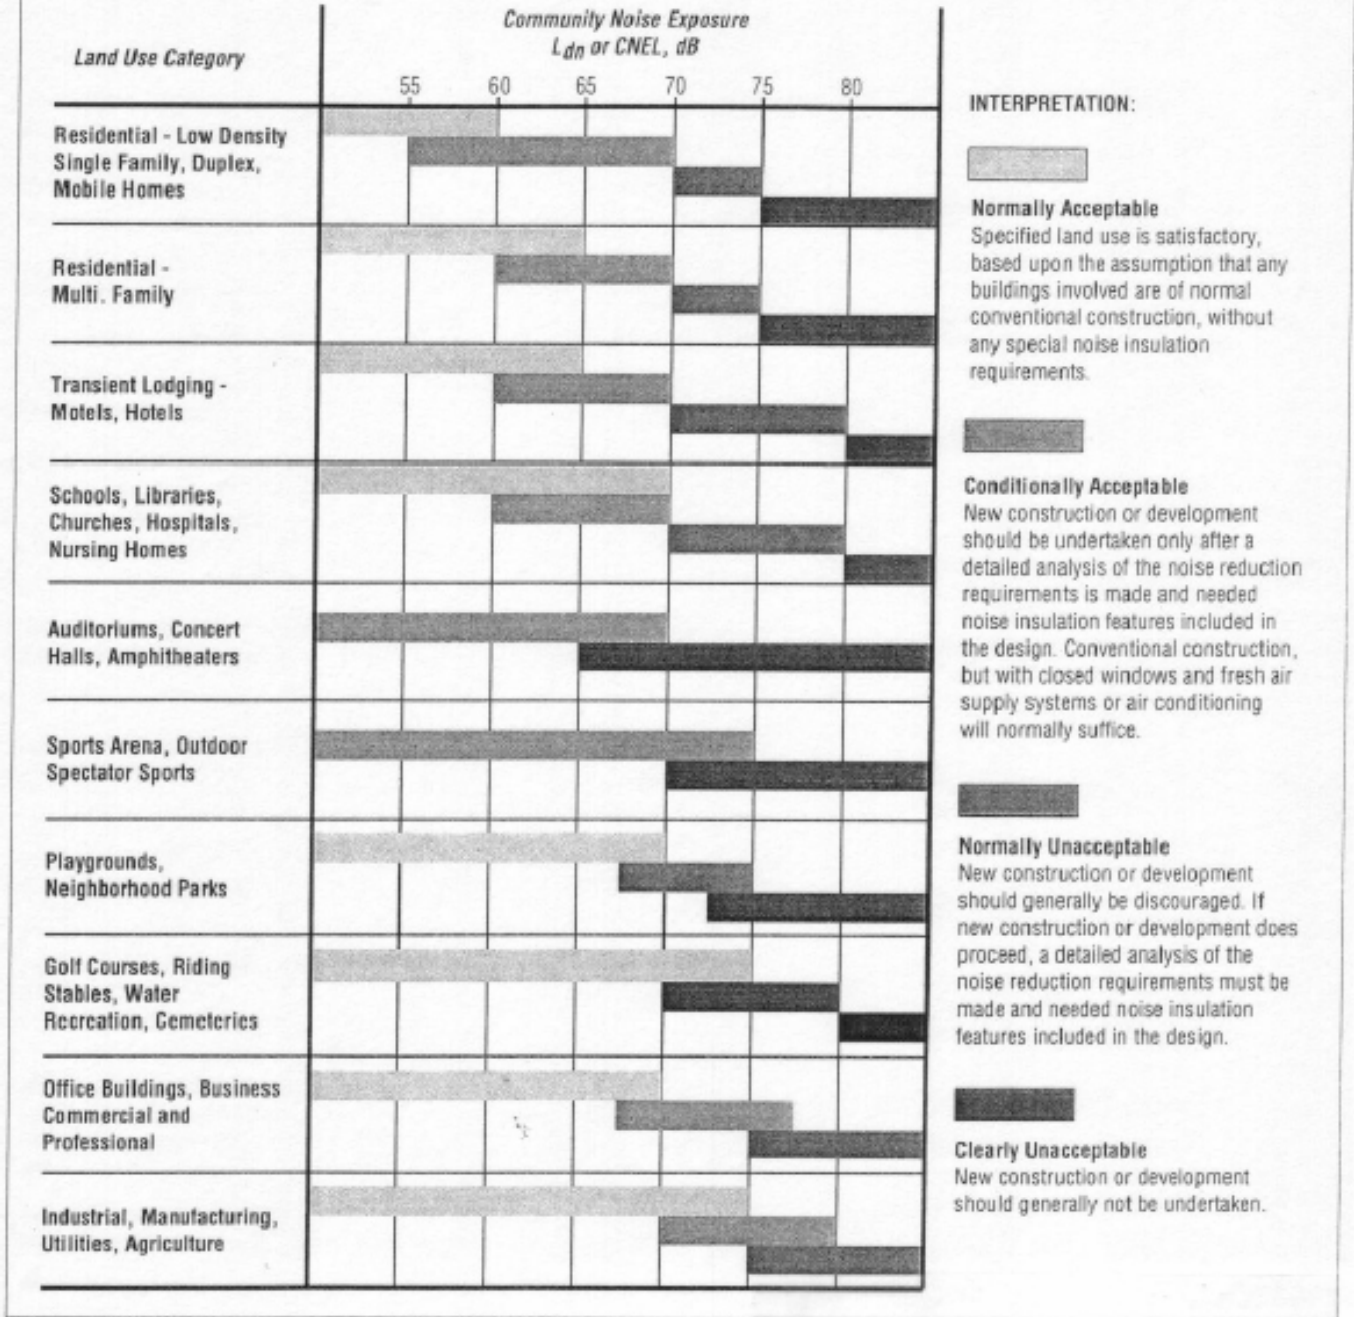 Community Noise Exposure
Ldn or CNEL, dB
Land Use Category
55 60 65 70 75 80
INTERPRETATION:
Residential - Low Density
Single Family, Duplex,
Mobile Homes
Residential -
Multi. Family
Transient Lodging -
Motels, Hotels
Schools, Libraries,
Churches, Hospitals,
Nursing Homes
Auditoriums, Concert
Halls, Amphitheaters
Sports Arena, Outdoor
Spectator Sports
Playgrounds,
Neighborhood Parks
Golf Courses, Riding
Stables, Water
Recreation, Cemeteries
Office Buildings, Business
Commercial and
Professional
Industrial, Manufacturing,
Utilities, Agriculture
Normally Acceptable
Specified land use is satisfactory,
based upon the assumption that any
buildings involved are of normal
conventional construction, without
any special noise insulation
requirements.
Conditionally Acceptable
New construction or development
should be undertaken only after a
detailed analysis of the noise reduction
requirements is made and needed
noise insulation features included in
the design. Conventional construction,
but with closed windows and fresh air
supply systems or air conditioning
will normally suffice.
Normally Unacceptable
New construction or development
should generally be discouraged. If
new construction or development does
proceed, a detailed analysis of the
noise reduction requirements must be
made and needed noise insulation
features included in the design.
Clearly Unacceptable
New construction or development
should generally not be undertaken.